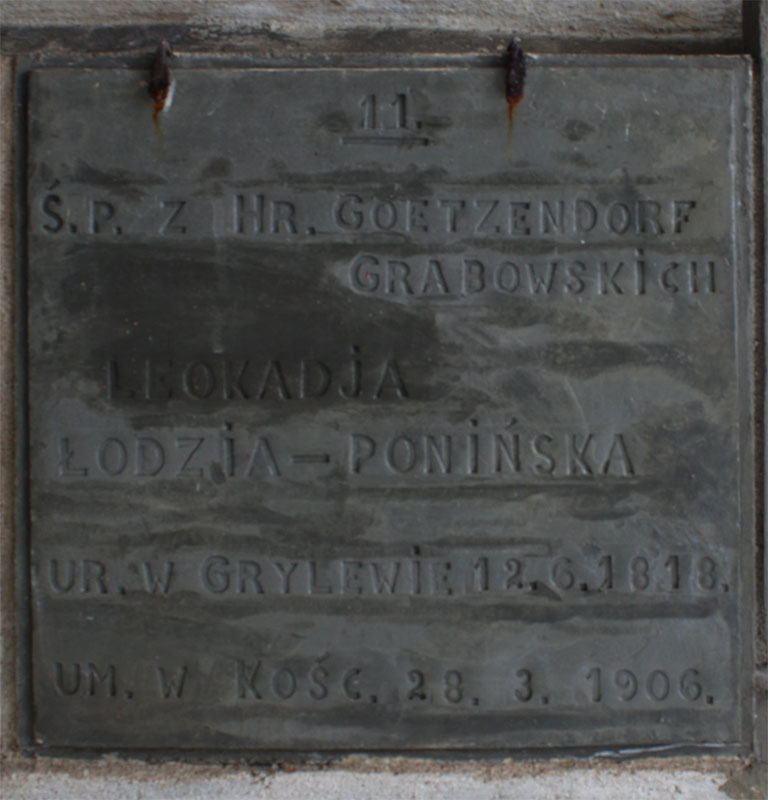 11.
Ś.P. Z HR. GOETZENDORF
GRABOWSKICH
LEOKADJA
ŁODZIA-PONIŃSKA
UR. W GRYLEWIE 12.6.1818.
UM. W KOŚC. 28. 3. 1906.